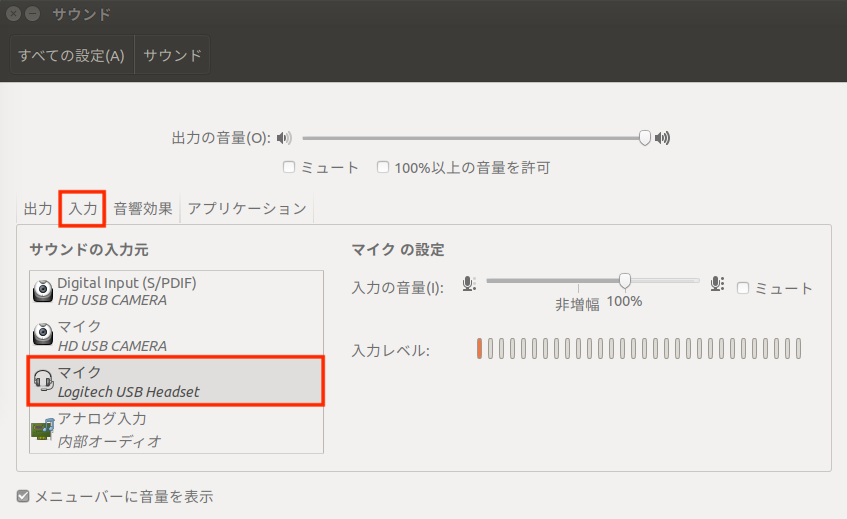 サウンド
すべての設定(A) サウンド
出力の音量(O):
ミュート 100%以上の音量を許可
出力 入力 音響効果 アプリケーション
サウンドの入力元
Digital Input (S/PDIF)
HD USB CAMERA
マイク
HD USB CAMERA
マイク
Logitech USB Headset
アナログ入力
内部オーディオ
マイク の設定
入力の音量(I): ミュート
非増幅 100%
入力レベル:
メニューバーに音量を表示